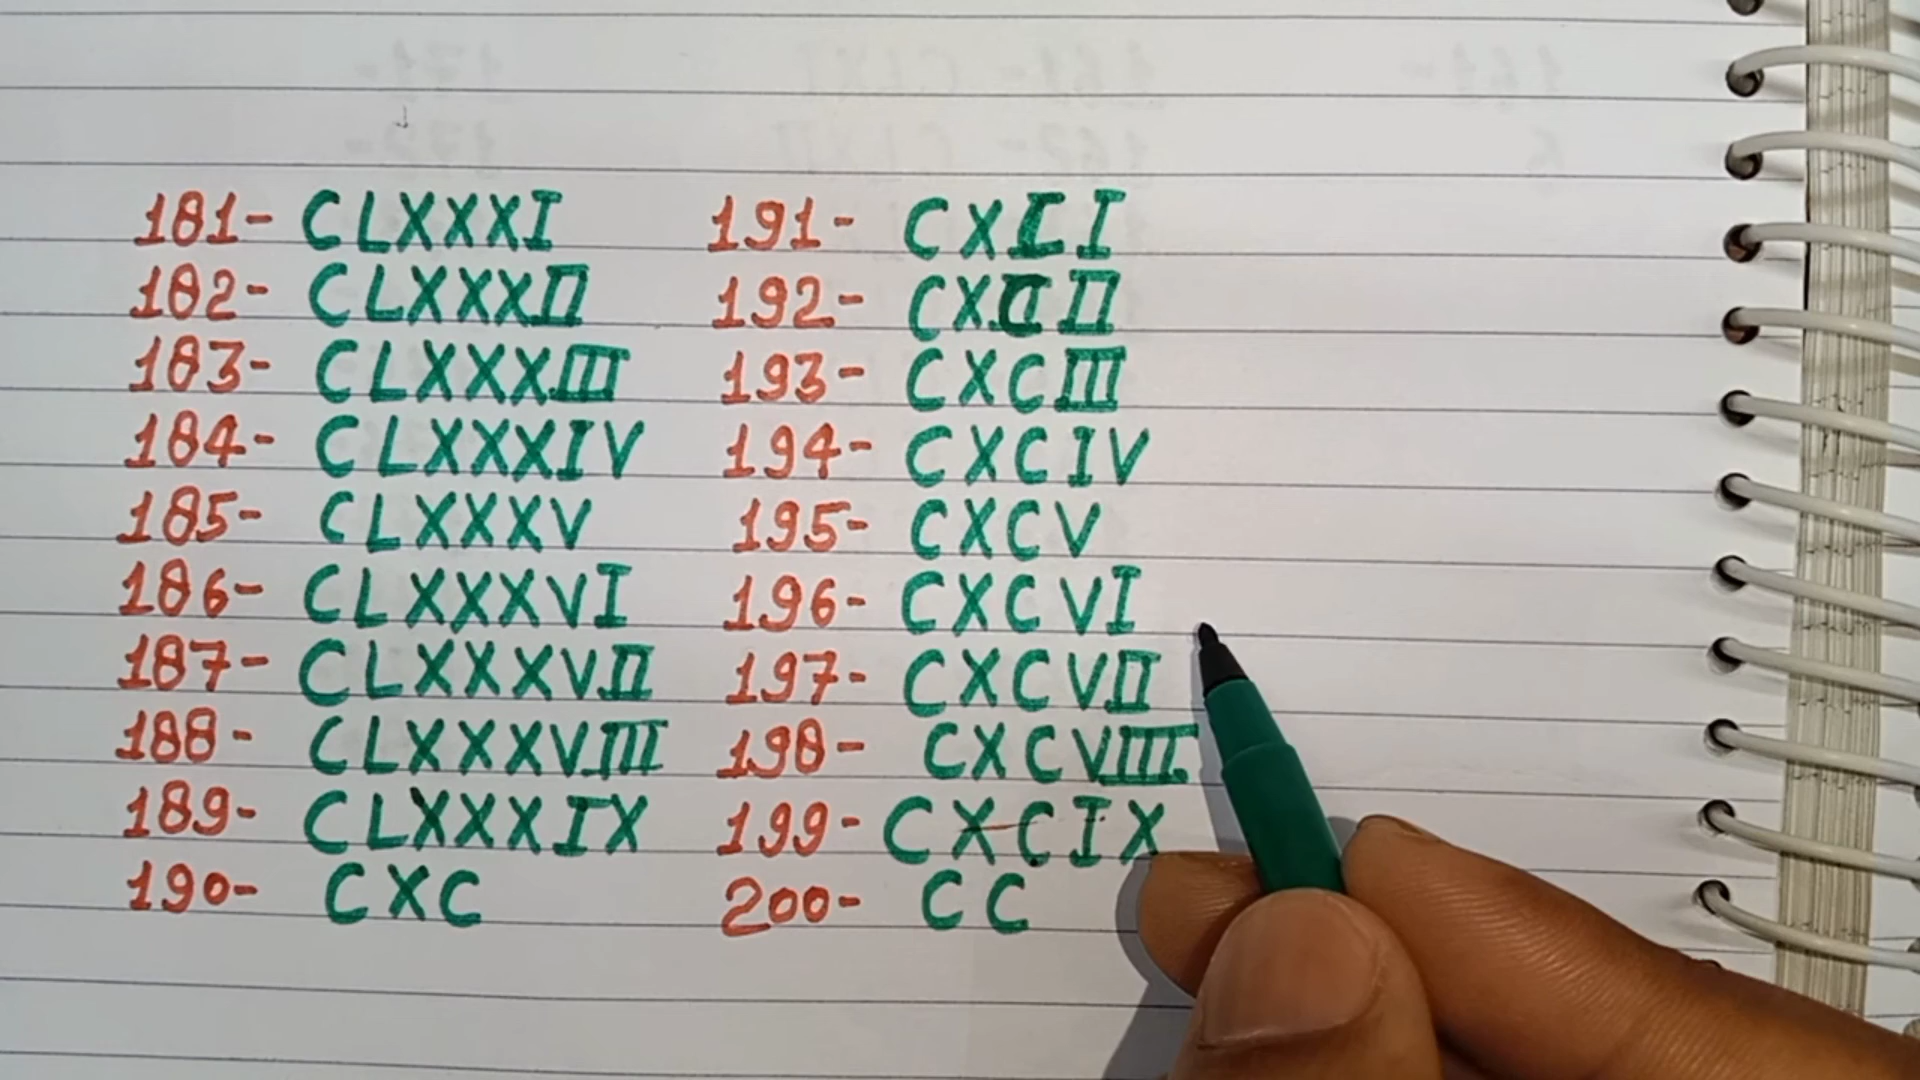 181- CLXXXI
182- CLXXXII
183- CLXXXIII
184- CLXXXIV
185- CLXXXV
186- CLXXXVI
187- CLXXXVII
188- CLXXXVIII
189- CLXXXIX
190- CXC
191- CXCI
192- CXCII
193- CXCIII
194- CXCIV
195- CXCV
196- CXCVI
197- CXCVII
198- CXCVIII
199- CXCIX
200- CC